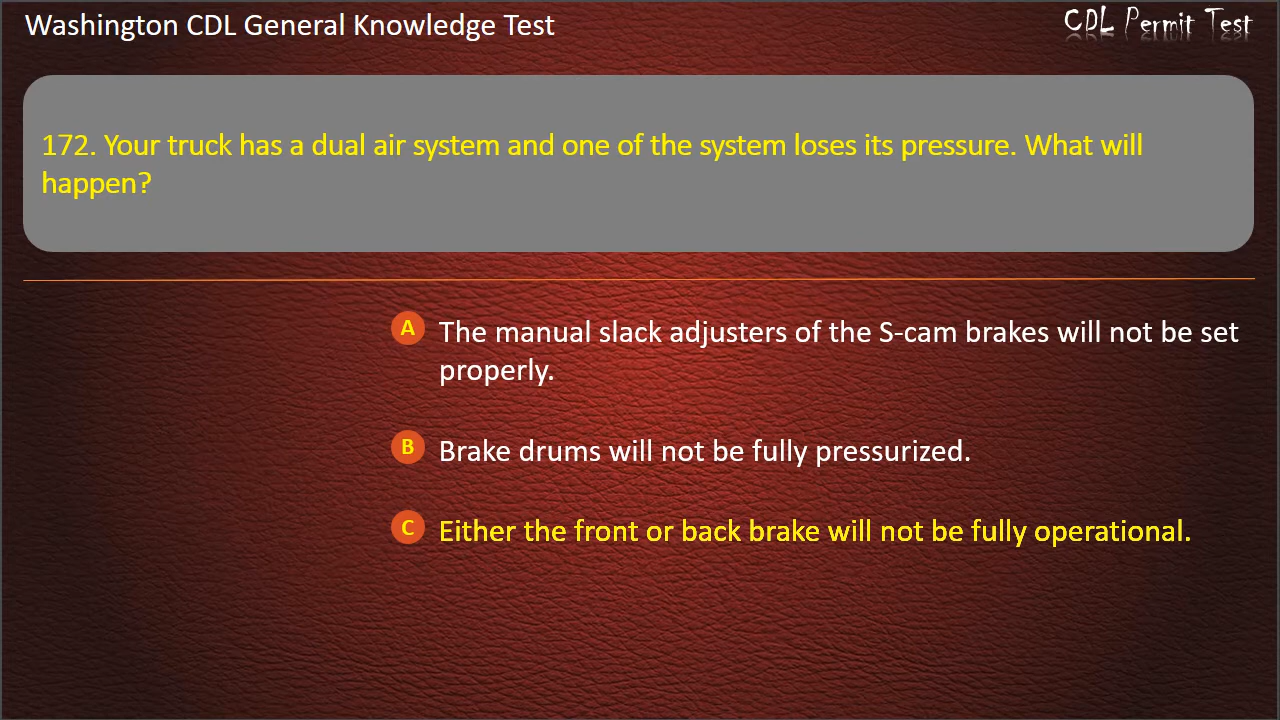 Washington CDL General Knowledge Test
CDL Permit Test
172. Your truck has a dual air system and one of the system loses its pressure. What will
happen?
A The manual slack adjusters of the S-cam brakes will not be set
properly.
B Brake drums will not be fully pressurized.
C Either the front or back brake will not be fully operational.